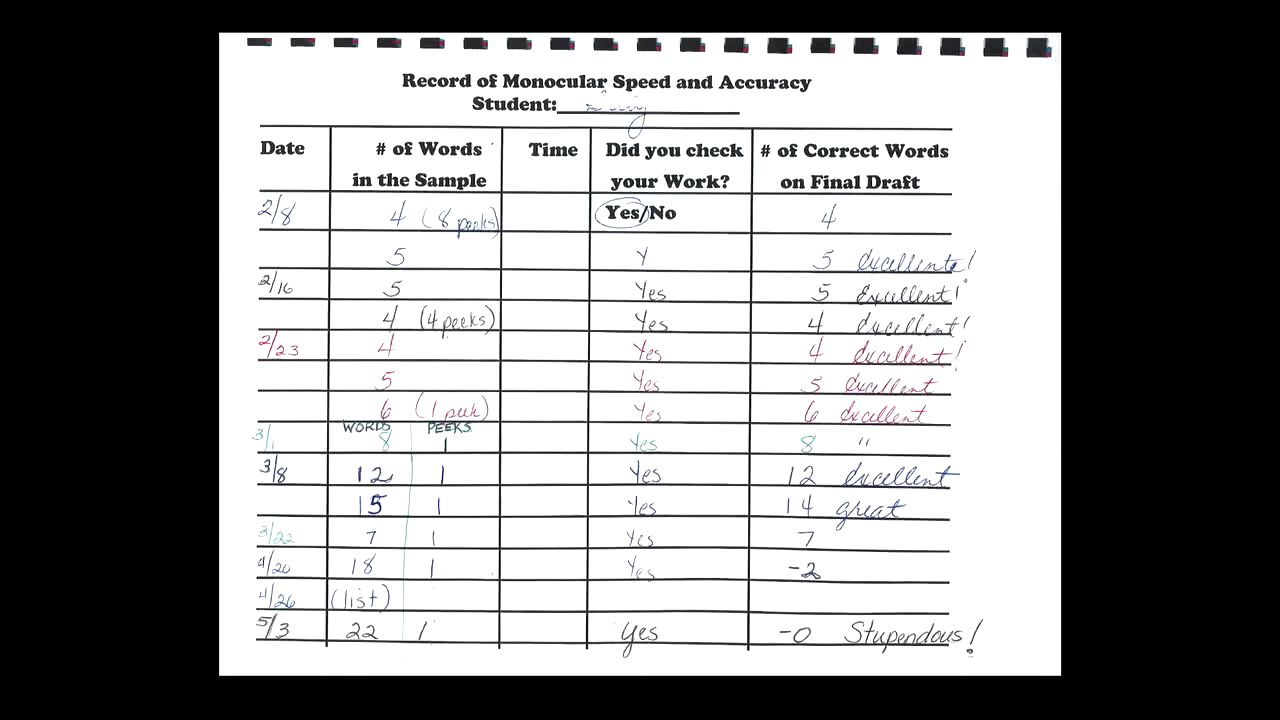 Record of Monocular Speed and Accuracy
Student:
Date # of Words in the Sample Time Did you check your Work? # of Correct Words on Final Draft
2/8 4 (8 peeks) Yes/No 4
5 Y 5 excellente!
2/16 5 Yes 5 Excellent!
4 (4 peeks) Yes 4 excellent!
2/23 4 Yes 4 excellent!
5 Yes 5 excellent
6 (1 peek) Yes 6 excellent
WORDS PEEKS
3/1 8 1 Yes 8 "
3/8 12 1 Yes 12 excellent
15 1 Yes 14 great
3/22 7 1 Yes 7
4/20 18 1 Yes -2
4/26 (list)
5/3 22 1 yes -0 Stupendous!